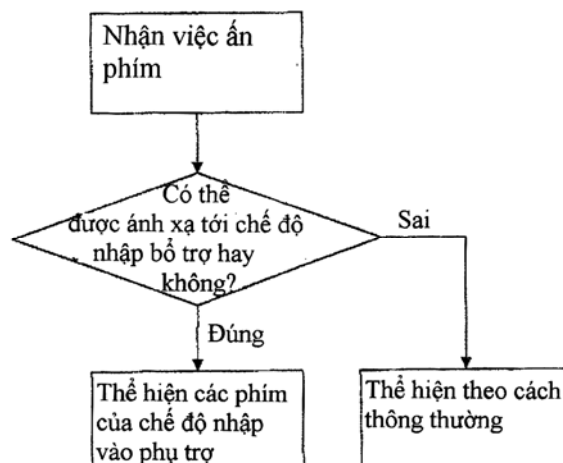 Nhận việc ấn
phím
Có thể
được ánh xạ tới chế độ
nhập bổ trợ hay
không?
Sai
Đúng
Thể hiện các phím
của chế độ nhập
vào phụ trợ
Thể hiện theo cách
thông thường